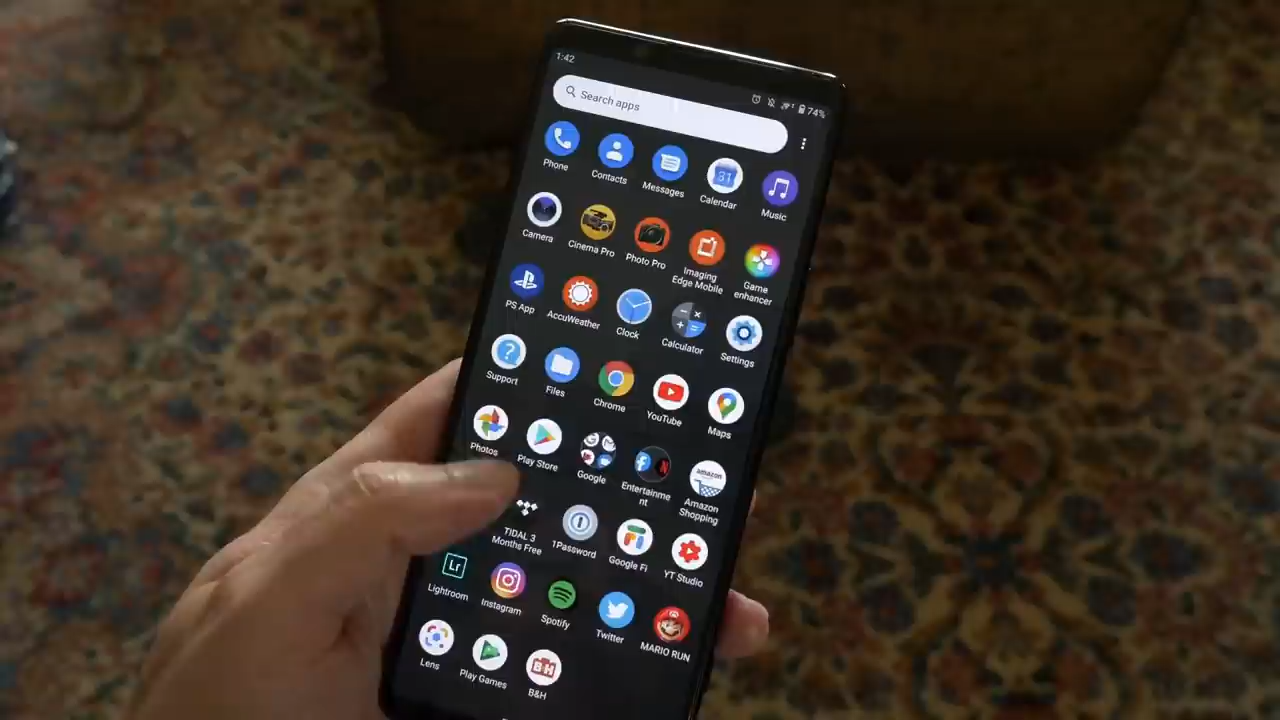 1:42
74%
Search apps
Phone
Contacts
Messages
31
Calendar
Music
Camera
Cinema Pro
Photo Pro
Imaging
Edge Mobile
Game
enhancer
PS App
AccuWeather
Clock
Calculator
Settings
Support
Files
Chrome
YouTube
Maps
Photos
Play Store
Google
Entertainme
nt
amazon
Amazon
Shopping
TIDAL 3
Months Free
1Password
Google Fi
YT Studio
Lr
Lightroom
Instagram
Spotify
Twitter
MARIO RUN
Lens
Play Games
B&H
B&H